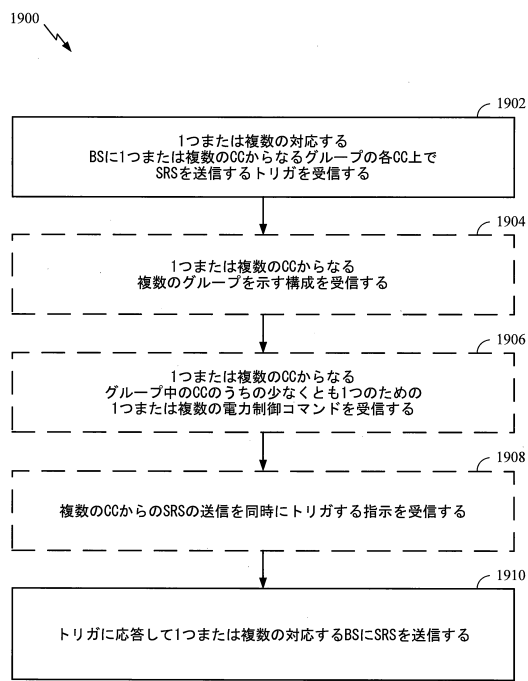 1900
1902
1つまたは複数の対応する
BSに1つまたは複数のCCからなるグループの各CC上で
SRSを送信するトリガを受信する
1904
1つまたは複数のCCからなる
複数のグループを示す構成を受信する
1906
1つまたは複数のCCからなる
グループ中のCCのうちの少なくとも1つのための
1つまたは複数の電力制御コマンドを受信する
1908
複数のCCからのSRSの送信を同時にトリガする指示を受信する
1910
トリガに応答して1つまたは複数の対応するBSにSRSを送信する